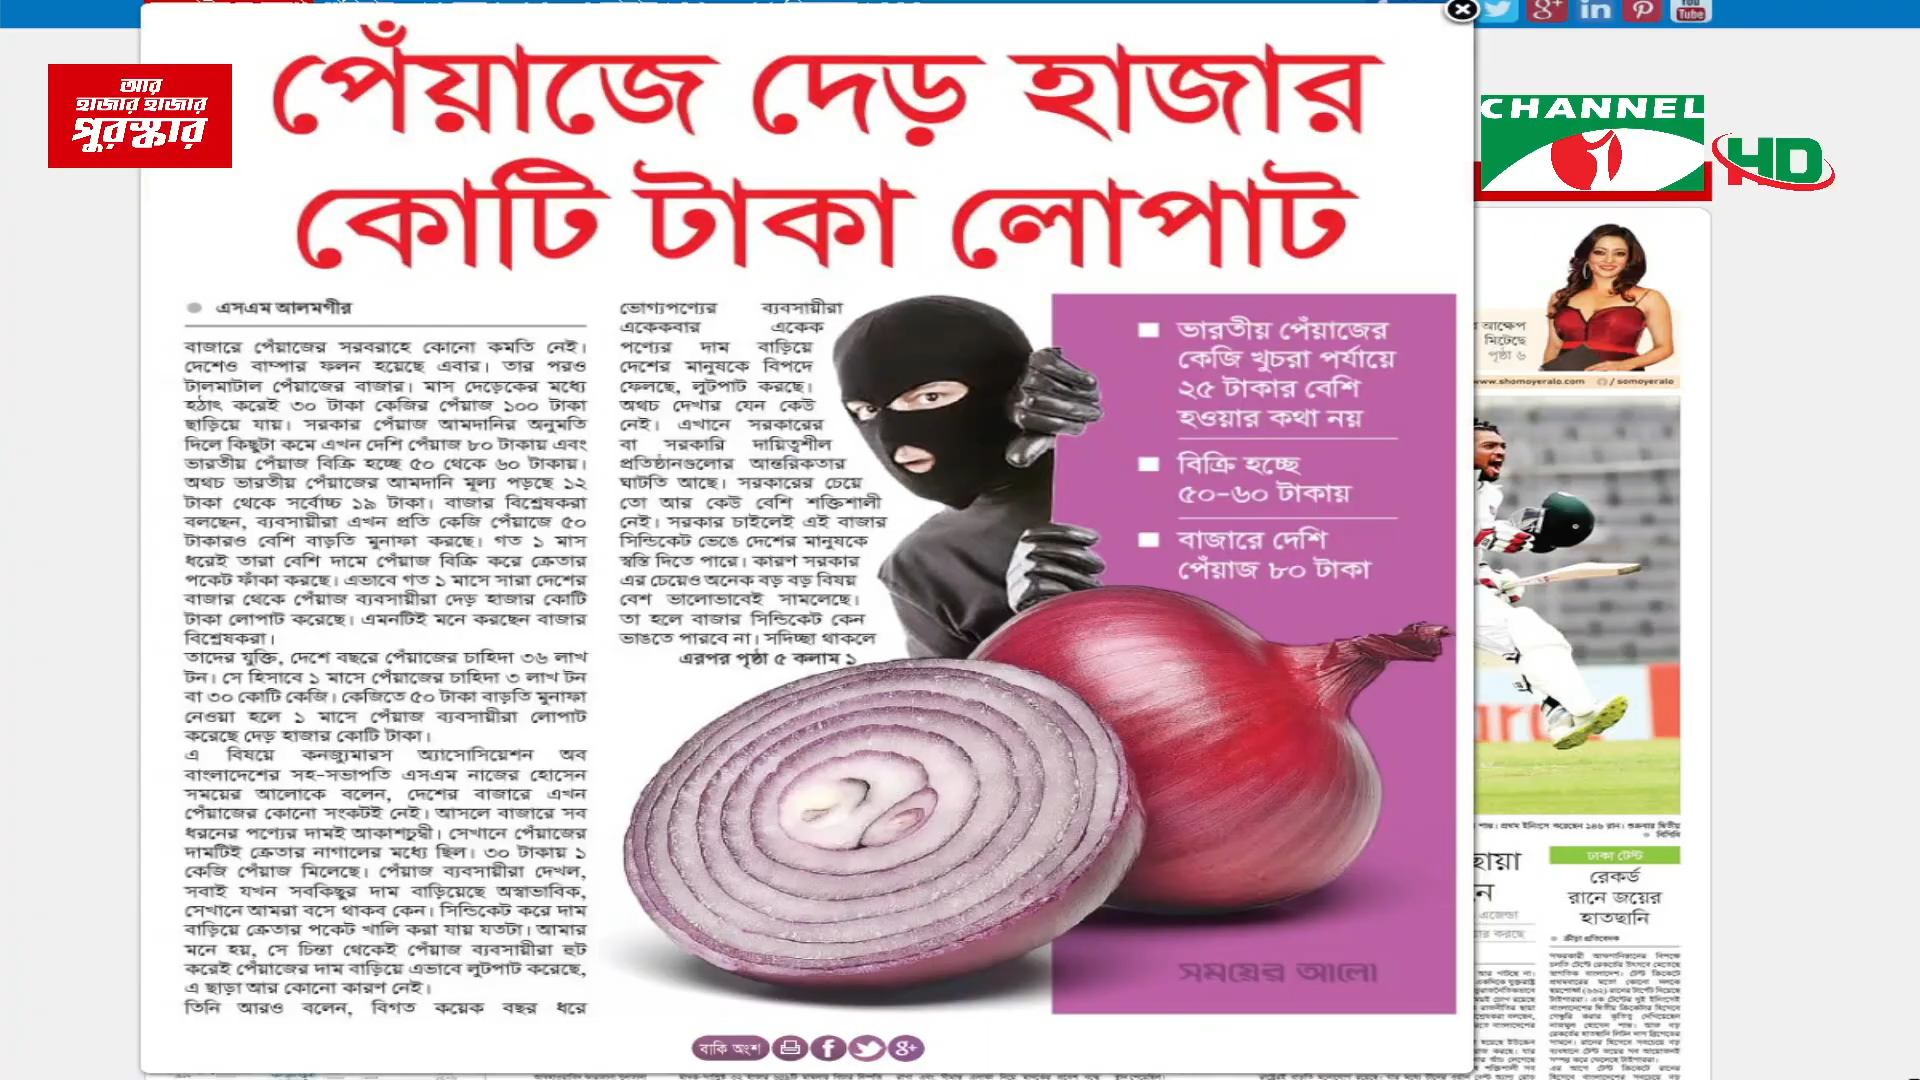 আর
হাজার হাজার
পুরস্কার
CHANNEL
i
HD
You
Tube
পেঁয়াজে দেড় হাজার
কোটি টাকা লোপাট
এসএম আলমগীর
বাজারে পেঁয়াজের সরবরাহে কোনো কমতি নেই।
দেশেও বাম্পার ফলন হয়েছে এবার। তার পরও
টালমাটাল পেঁয়াজের বাজার। মাস দেড়েকের মধ্যে
হঠাৎ করেই ৩০ টাকা কেজির পেঁয়াজ ১০০ টাকা
ছাড়িয়ে যায়। সরকার পেঁয়াজ আমদানির অনুমতি
দিলে কিছুটা কমে এখন দেশি পেঁয়াজ ৮০ টাকায় এবং
ভারতীয় পেঁয়াজ বিক্রি হচ্ছে ৫০ থেকে ৬০ টাকায়।
অথচ ভারতীয় পেঁয়াজের আমদানি মূল্য পড়ছে ১২
টাকা থেকে সর্বোচ্চ ১৯ টাকা। বাজার বিশ্লেষকরা
বলছেন, ব্যবসায়ীরা এখন প্রতি কেজি পেঁয়াজে ৫০
টাকারও বেশি বাড়তি মুনাফা করছে। গত ১ মাস
ধরেই তারা বেশি দামে পেঁয়াজ বিক্রি করে ক্রেতার
পকেট ফাঁকা করছে। এভাবে গত ১ মাসে সারা দেশের
বাজার থেকে পেঁয়াজ ব্যবসায়ীরা দেড় হাজার কোটি
টাকা লোপাট করেছে। এমনটিই মনে করছেন বাজার
বিশ্লেষকরা।
তাদের যুক্তি, দেশে বছরে পেঁয়াজের চাহিদা ৩৬ লাখ
টন। সে হিসাবে ১ মাসে পেঁয়াজের চাহিদা ৩ লাখ টন
বা ৩০ কোটি কেজি। কেজিতে ৫০ টাকা বাড়তি মুনাফা
নেওয়া হলে ১ মাসে পেঁয়াজ ব্যবসায়ীরা লোপাট
করেছে দেড় হাজার কোটি টাকা।
এ বিষয়ে কনজ্যুমারস অ্যাসোসিয়েশন অব
বাংলাদেশের সহ-সভাপতি এসএম নাজের হোসেন
সময়ের আলোকে বলেন, দেশের বাজারে এখন
পেঁয়াজের কোনো সংকটই নেই। আসলে বাজারে সব
ধরনের পণ্যের দামই আকাশচুম্বী। সেখানে পেঁয়াজের
দামটিই ক্রেতার নাগালের মধ্যে ছিল। ৩০ টাকায় ১
কেজি পেঁয়াজ মিলেছে। পেঁয়াজ ব্যবসায়ীরা দেখল,
সবাই যখন সবকিছুর দাম বাড়িয়েছে অস্বাভাবিক,
সেখানে আমরা বসে থাকব কেন। সিন্ডিকেট করে দাম
বাড়িয়ে ক্রেতার পকেট খালি করা যায় যতটা। আমার
মনে হয়, সে চিন্তা থেকেই পেঁয়াজ ব্যবসায়ীরা হুট
করেই পেঁয়াজের দাম বাড়িয়ে এভাবে লুটপাট করেছে,
এ ছাড়া আর কোনো কারণ নেই।
তিনি আরও বলেন, বিগত কয়েক বছর ধরে
ভোগ্যপণ্যের ব্যবসায়ীরা
একেকবার একেক
পণ্যের দাম বাড়িয়ে
দেশের মানুষকে বিপদে
ফেলছে, লুটপাট করছে।
অথচ দেখার যেন কেউ
নেই। এখানে সরকারের
বা সরকারি দায়িত্বশীল
প্রতিষ্ঠানগুলোর আন্তরিকতার
ঘাটতি আছে। সরকারের চেয়ে
তো আর কেউ বেশি শক্তিশালী
নেই। সরকার চাইলেই এই বাজার
সিন্ডিকেট ভেঙে দেশের মানুষকে
স্বস্তি দিতে পারে। কারণ সরকার
এর চেয়েও অনেক বড় বড় বিষয়
বেশ ভালোভাবেই সামলেছে।
তা হলে বাজার সিন্ডিকেট কেন
ভাঙতে পারবে না। সদিচ্ছা থাকলে
এরপর পৃষ্ঠা ৫ কলাম ১
ভারতীয় পেঁয়াজের
কেজি খুচরা পর্যায়ে
২৫ টাকার বেশি
হওয়ার কথা নয়
বিক্রি হচ্ছে
৫০-৬০ টাকায়
বাজারে দেশি
পেঁয়াজ ৮০ টাকা
সময়ের আলো
বাকি অংশ
আক্ষেপ
মিটেছে
পৃষ্ঠা ৬
www.shomoyeralo.com
/ somoyeralo
ঢাকা টেস্ট
রেকর্ড
রানে জয়ের
হাতছানি
ক্রীড়া প্রতিবেদক